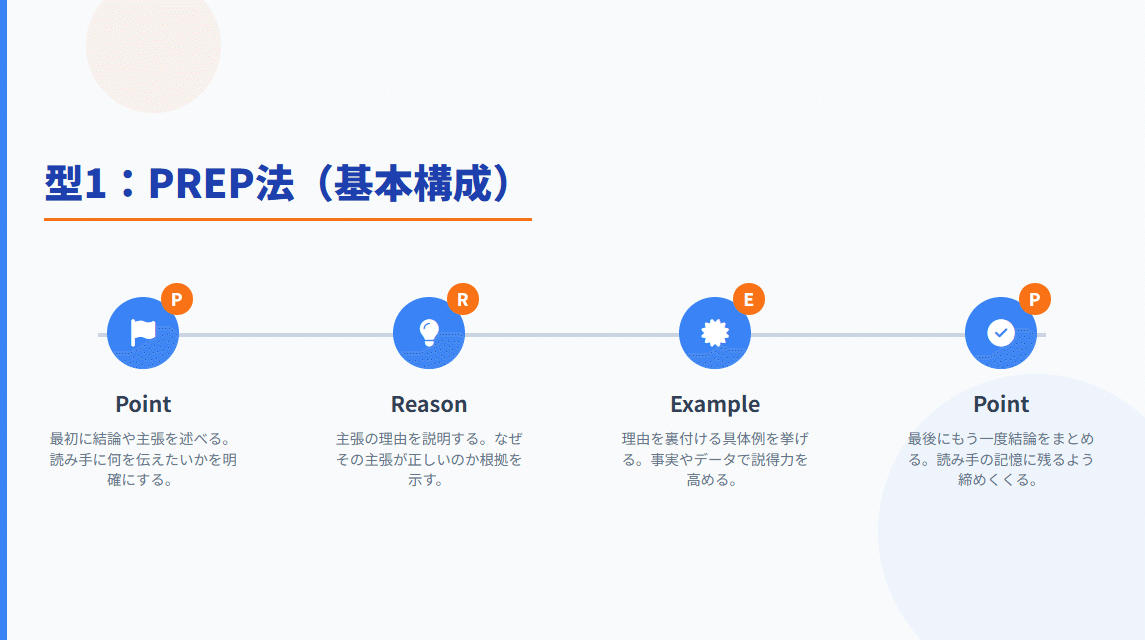 型1：PREP法（基本構成）
P
Point
最初に結論や主張を述べる。
読み手に何を伝えたいかを明
確にする。
R
Reason
主張の理由を説明する。なぜ
その主張が正しいのか根拠を
示す。
E
Example
理由を裏付ける具体例を挙げ
る。事実やデータで説得力を
高める。
P
Point
最後にもう一度結論をまとめ
る。読み手の記憶に残るよう
締めくくる。